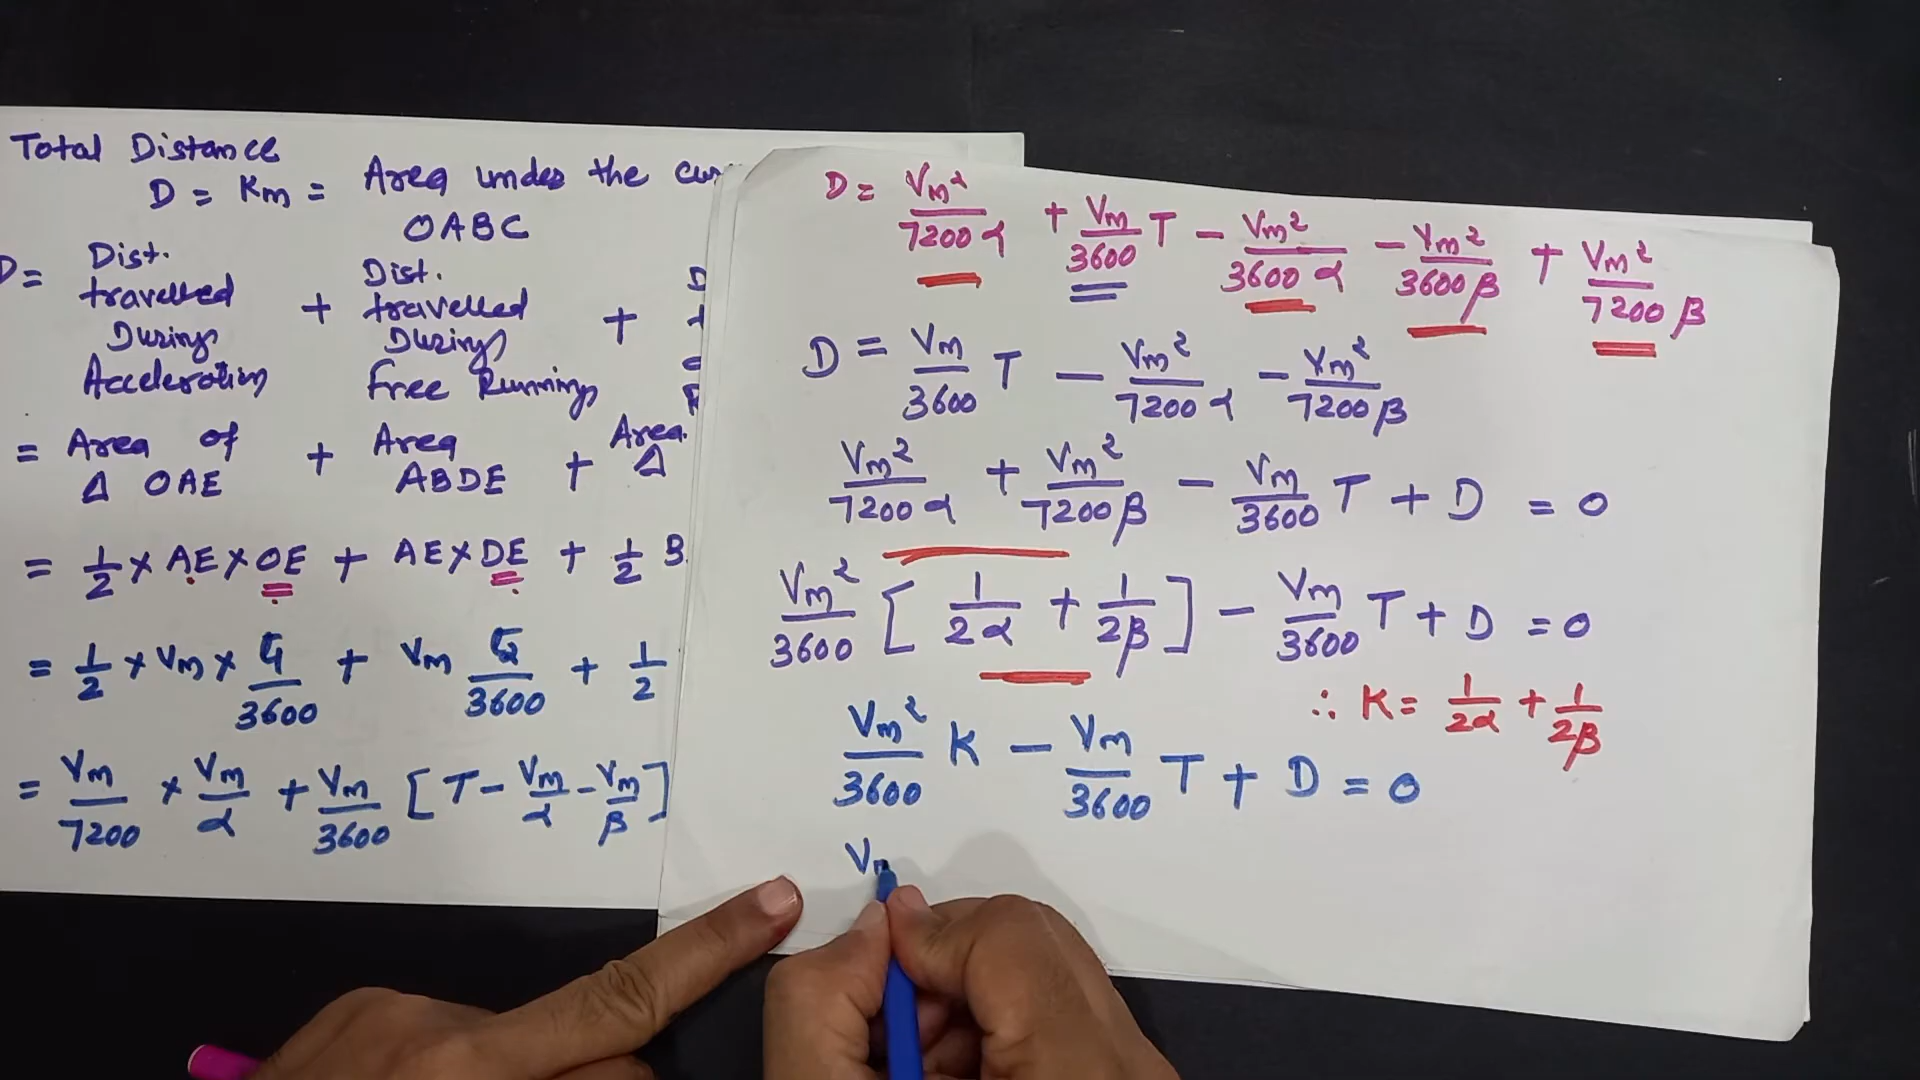 Total Distance
D = Km = Area under the cur
OABC
D = Dist. travelled During Acceleration + Dist. travelled During Free Running +
= Area of Δ OAE + Area ABDE + Area Δ
= 1/2 × AE × OE + AE × DE + 1/2 B
= 1/2 × Vm × t1/3600 + Vm t2/3600 + 1/2
= Vm/7200 × Vm/α + Vm/3600 [T - Vm/α - Vm/β]
D = Vm²/7200α + Vm/3600 T - Vm²/3600α - Vm²/3600β + Vm²/7200β
D = Vm/3600 T - Vm²/7200α - Vm²/7200β
Vm²/7200α + Vm²/7200β - Vm/3600 T + D = 0
Vm²/3600 [1/2α + 1/2β] - Vm/3600 T + D = 0
∴ K = 1/2α + 1/2β
Vm²/3600 K - Vm/3600 T + D = 0
Vm